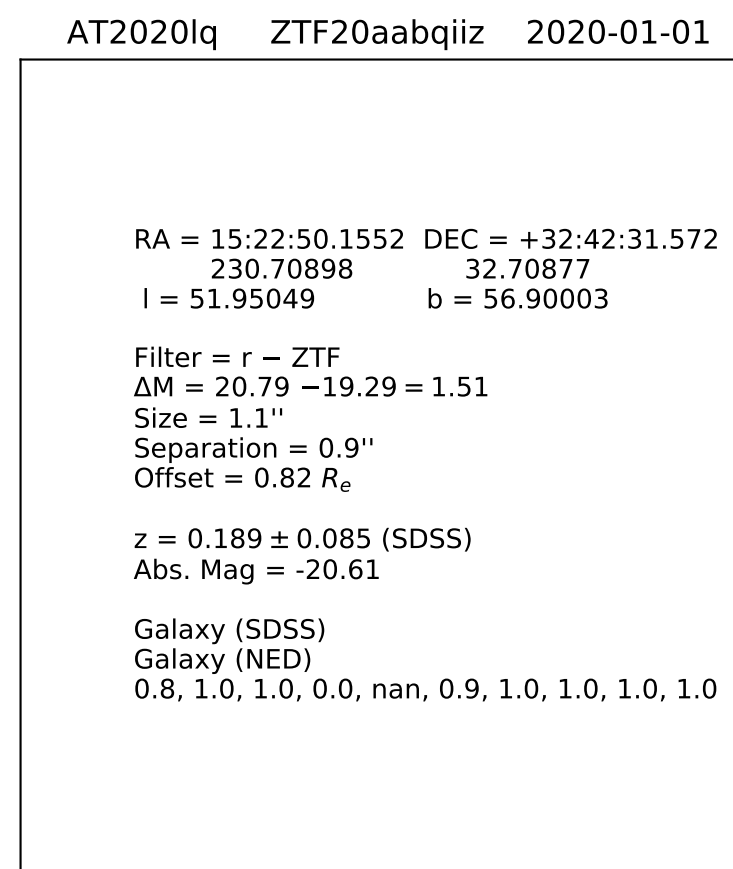 AT2020lq ZTF20aabqiiz 2020-01-01
RA = 15:22:50.1552 DEC = +32:42:31.572
230.70898 32.70877
l = 51.95049 b = 56.90003
Filter = r − ZTF
ΔM = 20.79 −19.29 = 1.51
Size = 1.1''
Separation = 0.9''
Offset = 0.82 Re
z = 0.189 ± 0.085 (SDSS)
Abs. Mag = -20.61
Galaxy (SDSS)
Galaxy (NED)
0.8, 1.0, 1.0, 0.0, nan, 0.9, 1.0, 1.0, 1.0, 1.0